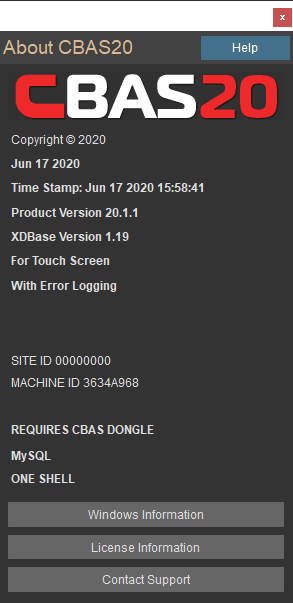 x
About CBAS20
Help
CBAS20
Copyright © 2020
Jun 17 2020
Time Stamp: Jun 17 2020 15:58:41
Product Version 20.1.1
XDBase Version 1.19
For Touch Screen
With Error Logging
SITE ID 00000000
MACHINE ID 3634A968
REQUIRES CBAS DONGLE
MySQL
ONE SHELL
Windows Information
License Information
Contact Support